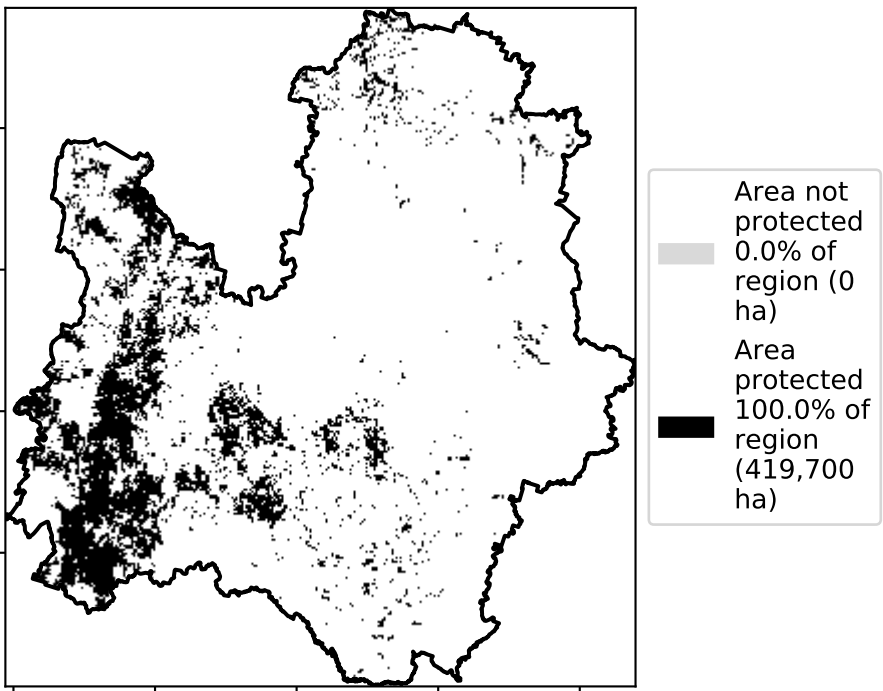 Area not
protected
0.0% of
region (0
ha)
Area
protected
100.0% of
region
(419,700
ha)